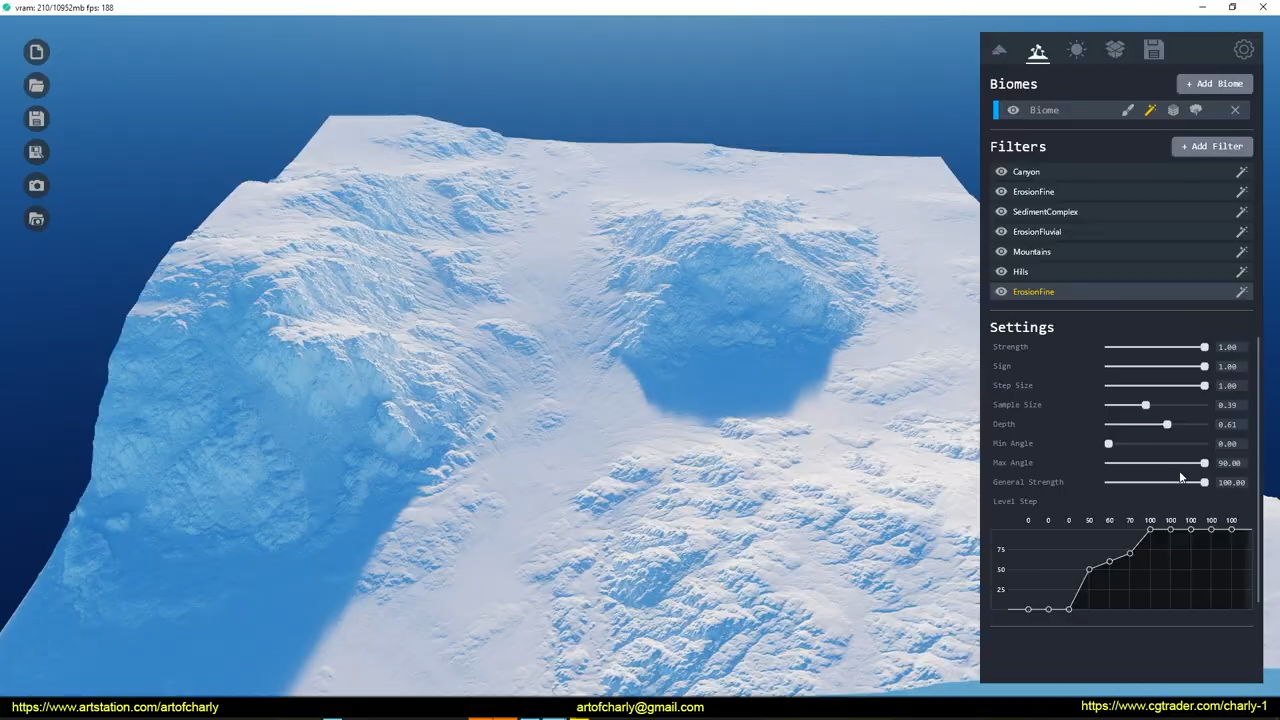 vram: 210/10952mb fps: 188
Biomes
+ Add Biome
Biome
Filters
+ Add Filter
Canyon
ErosionFine
SedimentComplex
ErosionFluvial
Mountains
Hills
ErosionFine
Settings
Strength 1.00
Sign 1.00
Step Size 1.00
Sample Size 0.39
Depth 0.61
Min Angle 0.00
Max Angle 90.00
General Strength 100.00
Level Step
0 0 0 50 60 70 100 100 100 100 100
75
50
25
https://www.artstation.com/artofcharly
artofcharly@gmail.com
https://www.cgtrader.com/charly-1